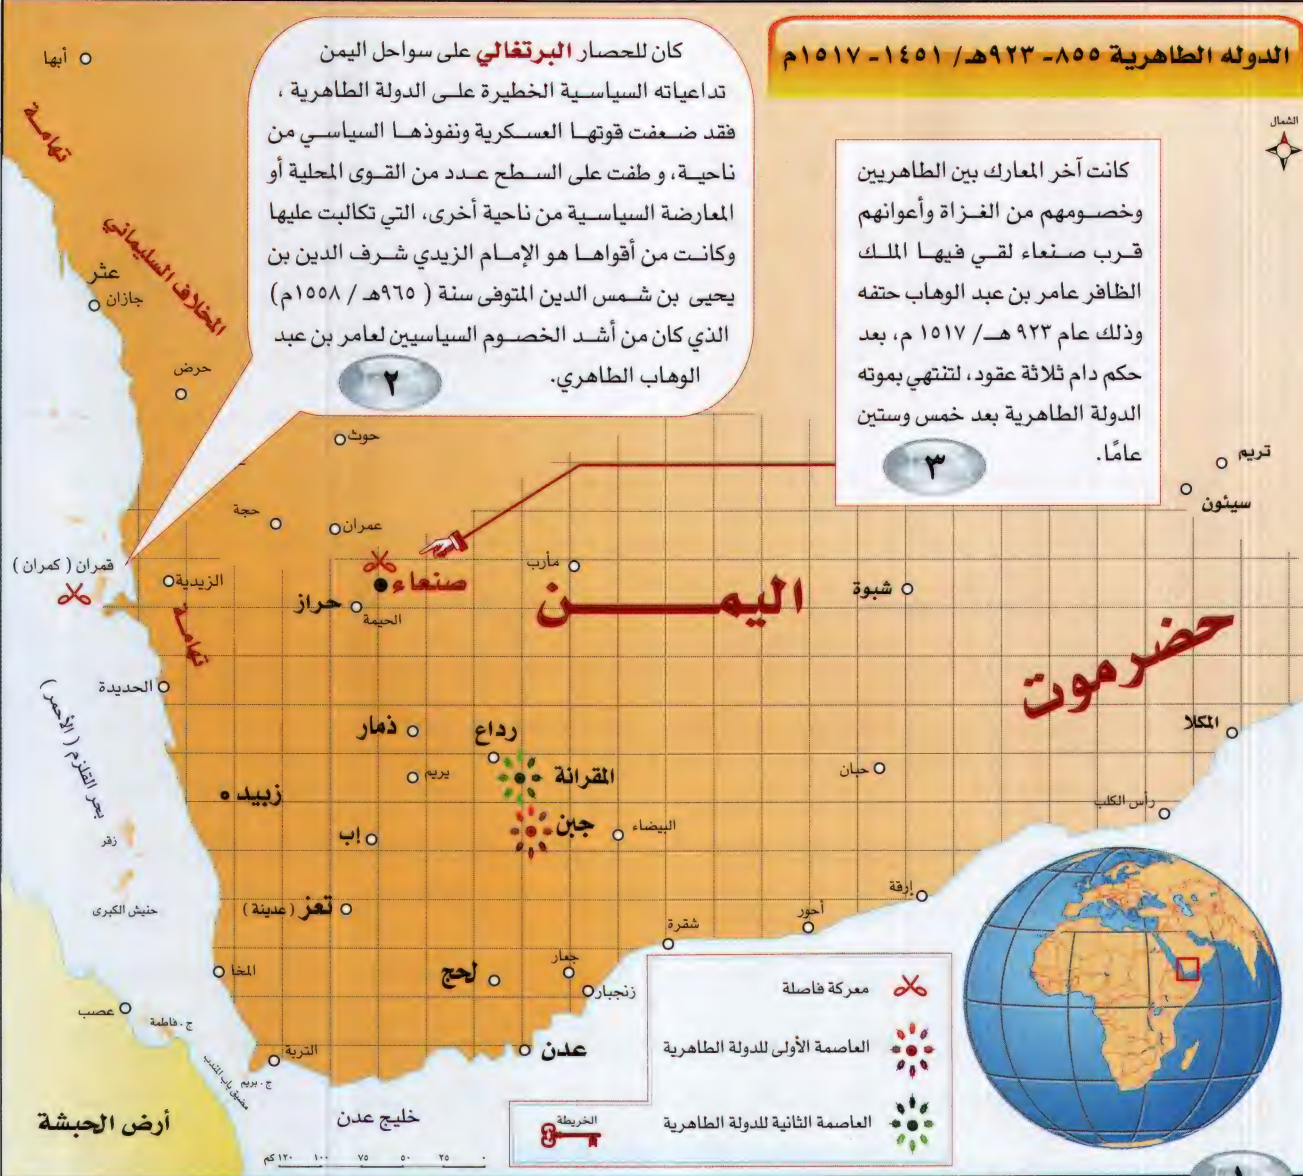 الدوله الطاهرية ٨٥٥- ٩٢٣هـ/ ١٤٥١- ١٥١٧م
الشمال
كان للحصار البرتغالي على سواحل اليمن
تداعياته السياسية الخطيرة على الدولة الطاهرية ،
فقد ضعفت قوتها العسكرية ونفوذها السياسي من
ناحية، و طفت على السطح عدد من القوى المحلية أو
المعارضة السياسية من ناحية أخرى، التي تكالبت عليها
وكانت من أقواها هو الإمام الزيدي شرف الدين بن
يحيى بن شمس الدين المتوفى سنة ( ٩٦٥هـ / ١٥٥٨م)
الذي كان من أشد الخصوم السياسيين لعامر بن عبد
الوهاب الطاهري.
٢
كانت آخر المعارك بين الطاهريين
وخصومهم من الغزاة وأعوانهم
قرب صنعاء لقي فيها الملك
الظافر عامر بن عبد الوهاب حتفه
وذلك عام ٩٢٣ هـ/ ١٥١٧ م، بعد
حكم دام ثلاثة عقود، لتنتهي بموته
الدولة الطاهرية بعد خمس وستين
عامًا.
٣
أبها
تهامة
المخلاف السليماني
عثر
جازان
حرض
حوث
تريم
سيئون
حجة
عمران
قمران ( كمران )
الزيدية
صنعاء
مأرب
اليمن
شبوة
حضرموت
حراز
الحيمة
تهامة
الحديدة
بحر القلزم ( الأحمر )
ذمار
رداع
المكلا
يريم
المقرانة
حبان
زبيد
رأس الكلب
جبن
البيضاء
إب
زقر
حنيش الكبرى
تعز ( عدينة )
إرقة
أحور
شقرة
المخا
لحج
جعار
زنجبار
عصب
ج. فاطمة
التربة
عدن
ج. بريم
مضيق باب المندب
أرض الحبشة
خليج عدن
معركة فاصلة
العاصمة الأولى للدولة الطاهرية
العاصمة الثانية للدولة الطاهرية
الخريطة
٠ ٢٥ ٥٠ ٧٥ ١٠٠ ١٢٠ كم